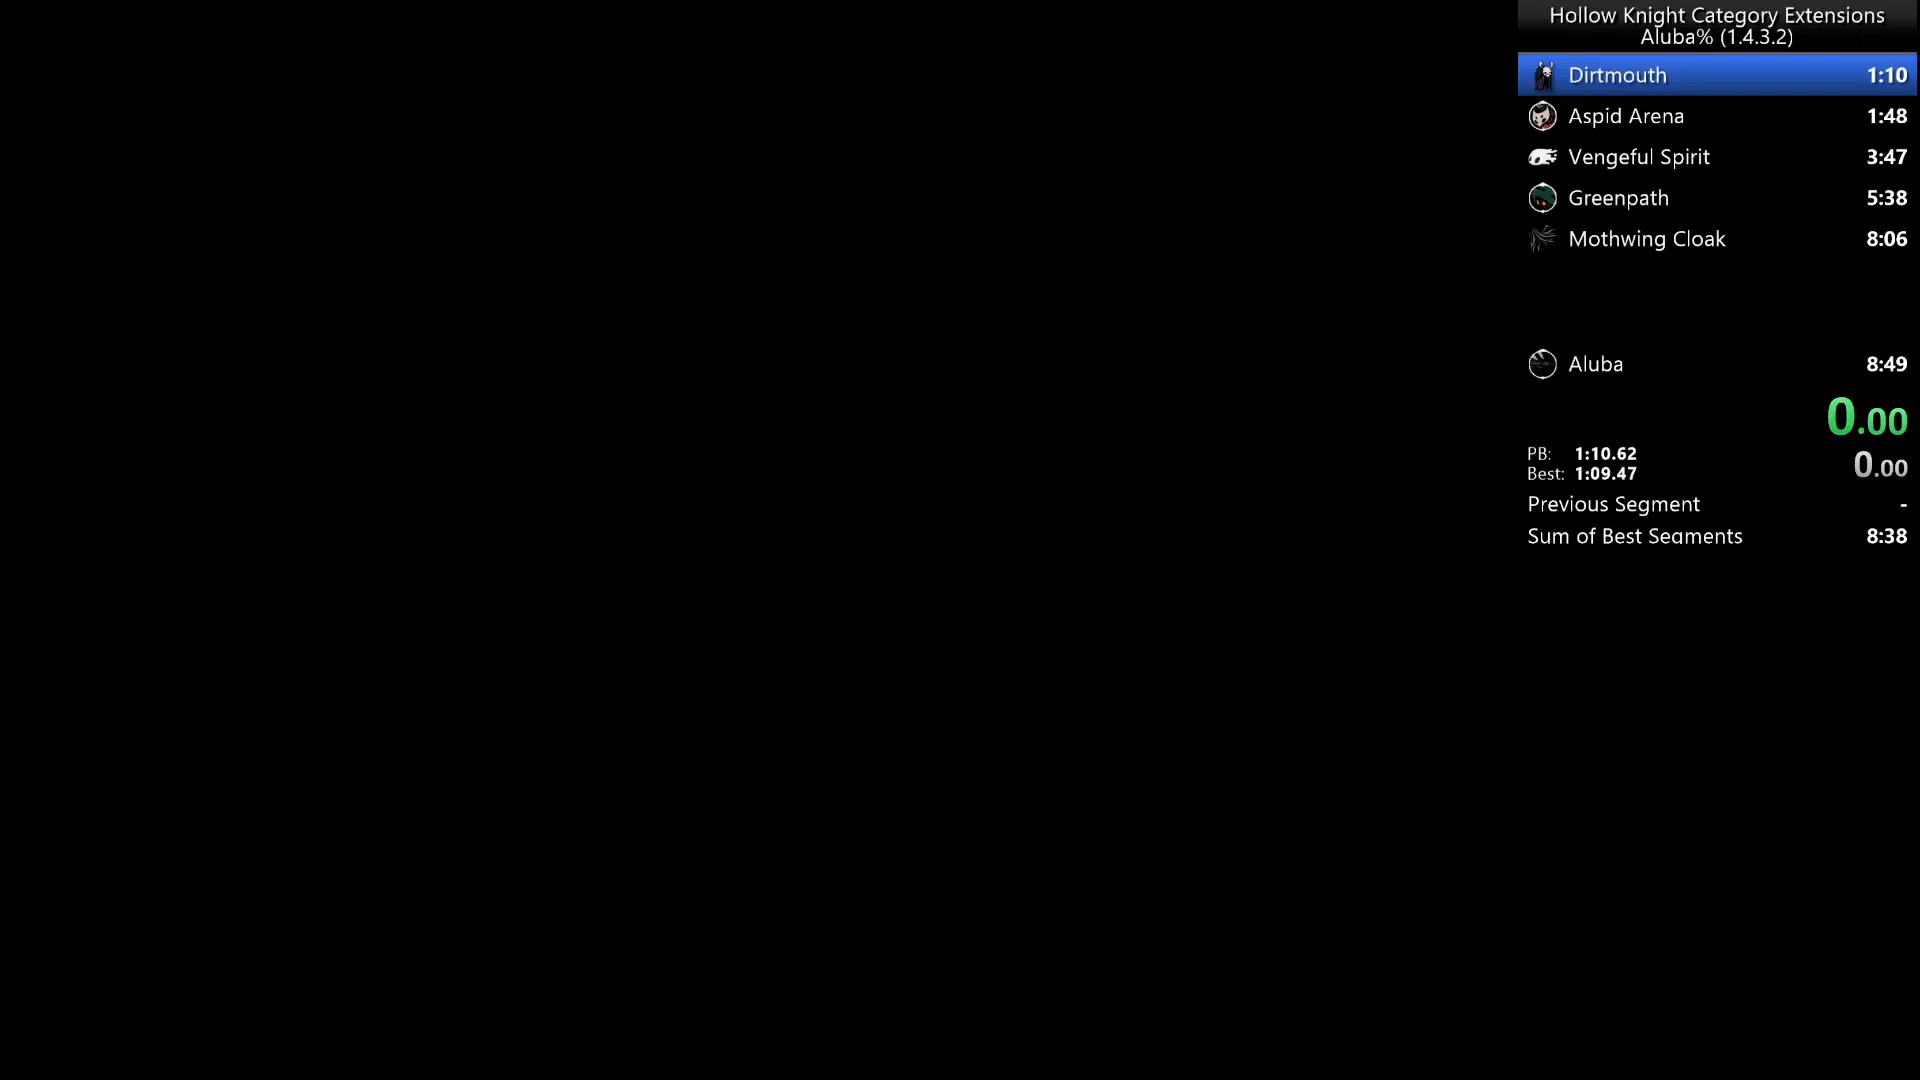 Hollow Knight Category Extensions
Aluba% (1.4.3.2)
Dirtmouth 1:10
Aspid Arena 1:48
Vengeful Spirit 3:47
Greenpath 5:38
Mothwing Cloak 8:06
Aluba 8:49
0.00
PB: 1:10.62
Best: 1:09.47
0.00
Previous Segment -
Sum of Best Segments 8:38